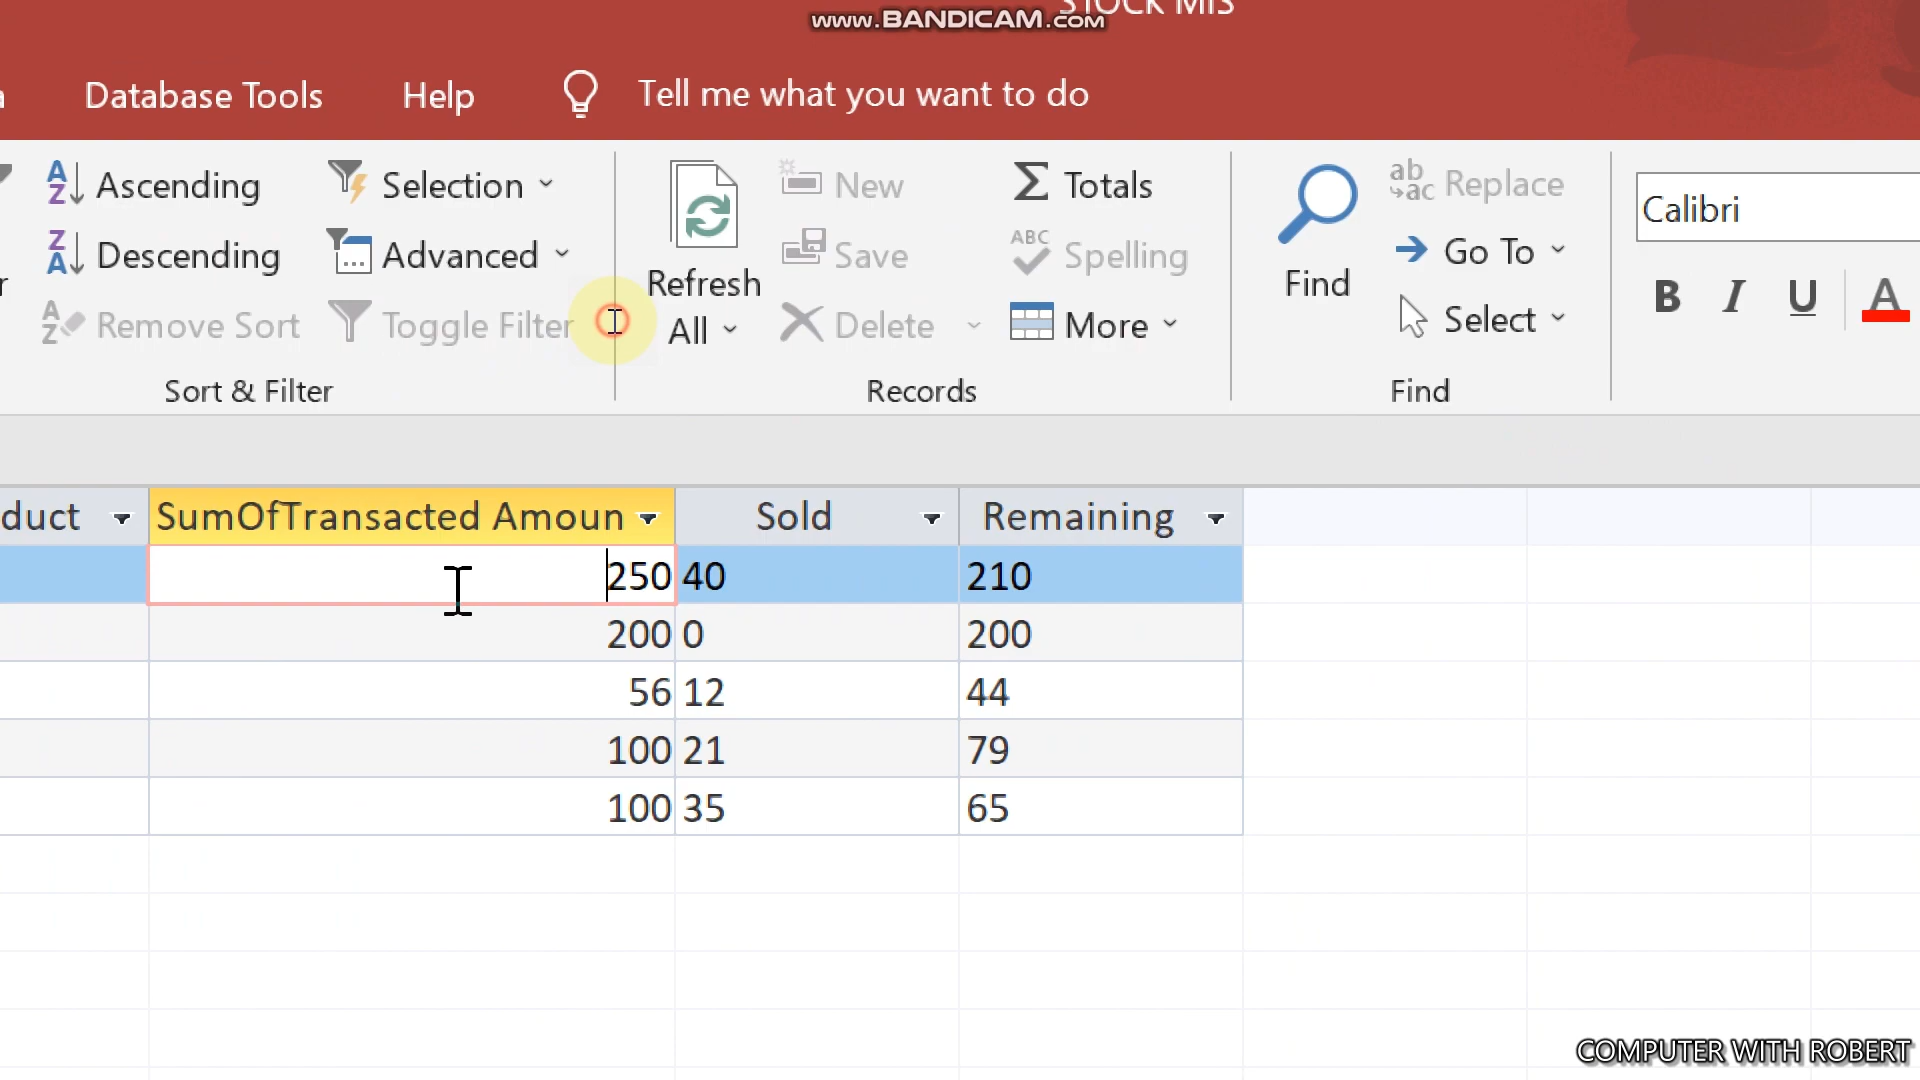 STOCK MIS
www.BANDICAM.com
Database Tools Help Tell me what you want to do
Ascending Selection New Totals Replace
Calibri
Descending Advanced Save ABC Spelling Go To
Remove Sort Toggle Filter Refresh All Delete More Find Select B I U A
Sort & Filter Records Find
duct SumOfTransacted Amoun Sold Remaining
250 40 210
200 0 200
56 12 44
100 21 79
100 35 65
COMPUTER WITH ROBERT